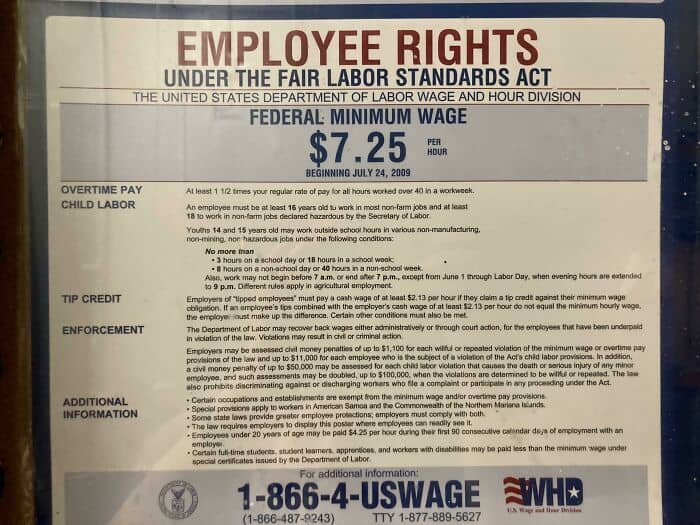 EMPLOYEE RIGHTS
UNDER THE FAIR LABOR STANDARDS ACT
THE UNITED STATES DEPARTMENT OF LABOR WAGE AND HOUR DIVISION
FEDERAL MINIMUM WAGE
$7.25 PER HOUR
BEGINNING JULY 24, 2009
OVERTIME PAY
At least 1 1/2 times your regular rate of pay for all hours worked over 40 in a workweek.
CHILD LABOR
An employee must be at least 16 years old to work in most non-farm jobs and at least
18 to work in non-farm jobs declared hazardous by the Secretary of Labor.
Youths 14 and 15 years old may work outside school hours in various non-manufacturing,
non-mining, non hazardous jobs under the following conditions:
No more than
• 3 hours on a school day or 18 hours in a school week;
• 8 hours on a non-school day or 40 hours in a non-school week.
Also, work may not begin before 7 a.m. or end after 7 p.m., except from June 1 through Labor Day, when evening hours are extended
to 9 p.m. Different rules apply in agricultural employment.
TIP CREDIT
Employers of "tipped employees" must pay a cash wage of at least $2.13 per hour if they claim a tip credit against their minimum wage
obligation. If an employee's tips combined with the employer's cash wage of at least $2.13 per hour do not equal the minimum hourly wage,
the employer must make up the difference. Certain other conditions must also be met.
ENFORCEMENT
The Department of Labor may recover back wages either administratively or through court action, for the employees that have been underpaid
in violation of the law. Violations may result in civil or criminal action.
Employers may be assessed civil money penalties of up to $1,100 for each willful or repeated violation of the minimum wage or overtime pay
provisions of the law and up to $11,000 for each employee who is the subject of a violation of the Act's child labor provisions. In addition,
a civil money penalty of up to $50,000 may be assessed for each child labor violation that causes the death or serious injury of any minor
employee, and such assessments may be doubled, up to $100,000, when the violations are determined to be willful or repeated. The law
also prohibits discriminating against or discharging workers who file a complaint or participate in any proceeding under the Act.
ADDITIONAL
INFORMATION
• Certain occupations and establishments are exempt from the minimum wage and/or overtime pay provisions.
• Special provisions apply to workers in American Samoa and the Commonwealth of the Northern Mariana Islands.
• Some state laws provide greater employee protections; employers must comply with both.
• The law requires employers to display this poster where employees can readily see it.
• Employees under 20 years of age may be paid $4.25 per hour during their first 90 consecutive calendar days of employment with an
employer.
• Certain full-time students, student learners, apprentices, and workers with disabilities may be paid less than the minimum wage under
special certificates issued by the Department of Labor.
For additional information:
1-866-4-USWAGE
(1-866-487-9243) TTY 1-877-889-5627
WHD
U.S. Wage and Hour Division